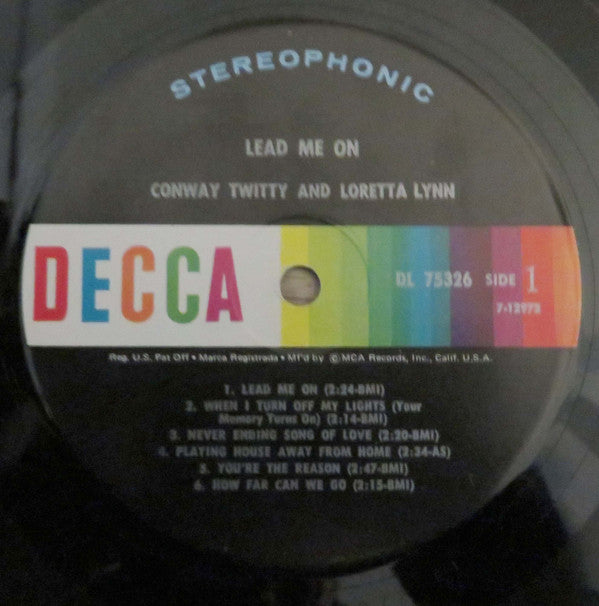 STEREOPHONIC
LEAD ME ON
CONWAY TWITTY AND LORETTA LYNN
DECCA
DL 75326 SIDE 1
7-12972
Reg. U.S. Pat Off • Marca Registrada • Mf'd by ©MCA Records, Inc., Calif. U.S.A.
1. LEAD ME ON (2:24-BMI)
2. WHEN I TURN OFF MY LIGHTS (Your
Memory Turns On) (2:14-BMI)
3. NEVER ENDING SONG OF LOVE (2:20-BMI)
4. PLAYING HOUSE AWAY FROM HOME (2:34-AS)
5. YOU'RE THE REASON (2:47-BMI)
6. HOW FAR CAN WE GO (2:15-BMI)